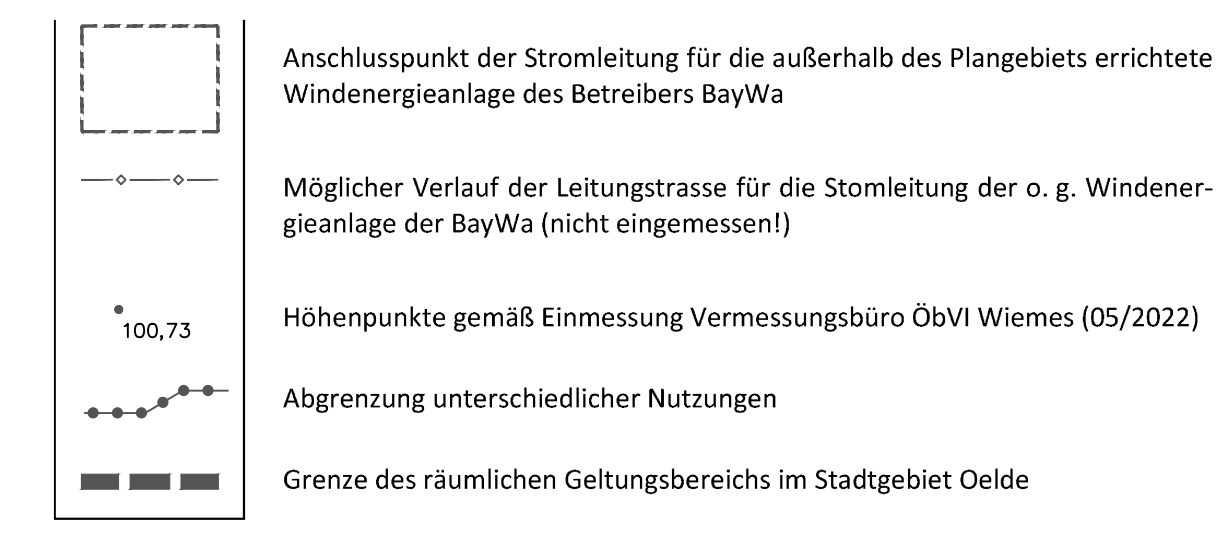 Anschlusspunkt der Stromleitung für die außerhalb des Plangebiets errichtete
Windenergieanlage des Betreibers BayWa
Möglicher Verlauf der Leitungstrasse für die Stomleitung der o. g. Windener-
gieanlage der BayWa (nicht eingemessen!)
100,73
Höhenpunkte gemäß Einmessung Vermessungsbüro ÖbVI Wiemes (05/2022)
Abgrenzung unterschiedlicher Nutzungen
Grenze des räumlichen Geltungsbereichs im Stadtgebiet Oelde